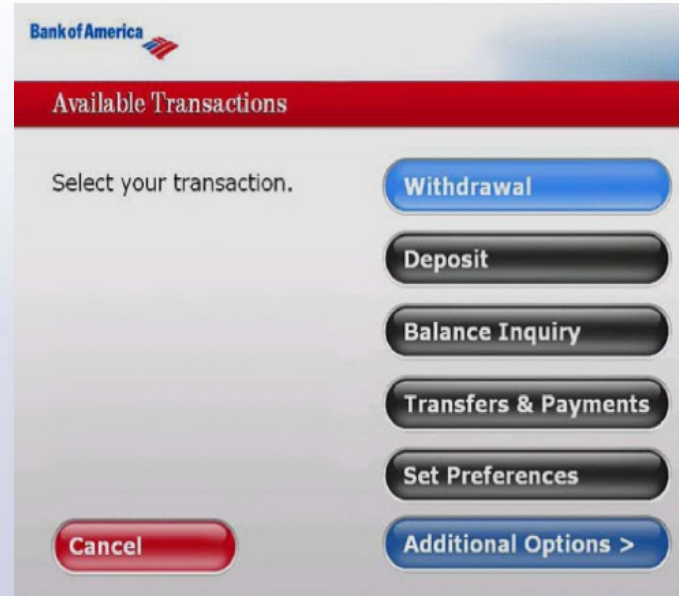 Bank of America
Available Transactions
Select your transaction.
Withdrawal
Deposit
Balance Inquiry
Transfers & Payments
Set Preferences
Cancel
Additional Options >